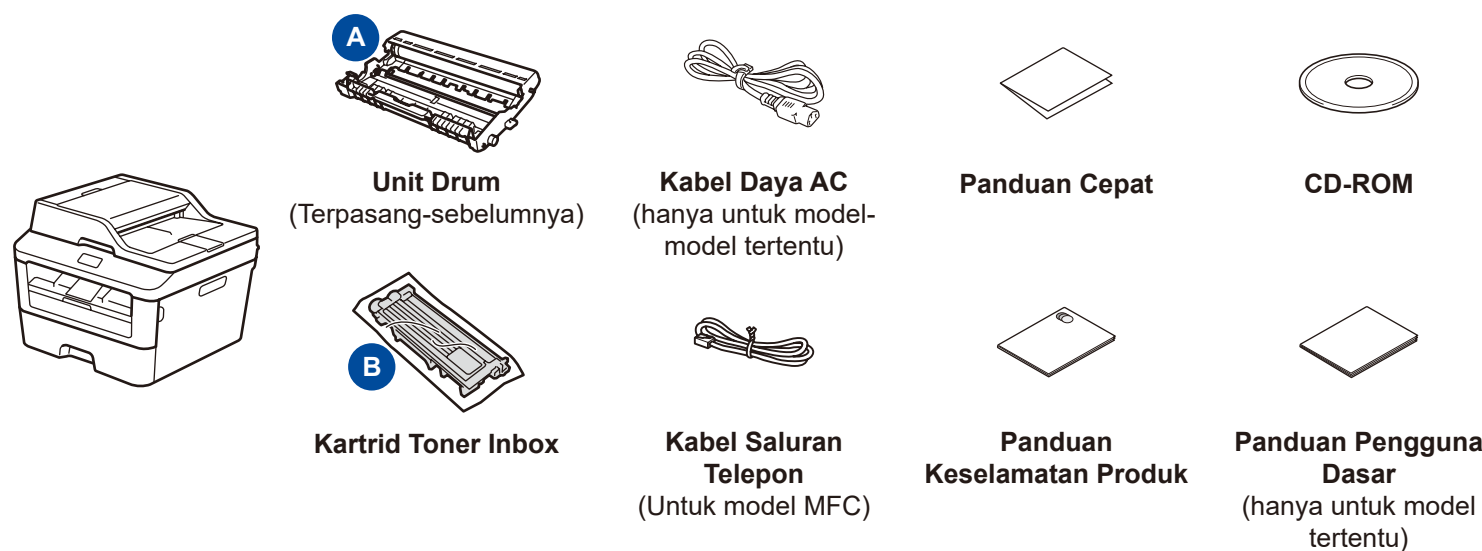 A
Unit Drum
(Terpasang-sebelumnya)
Kabel Daya AC
(hanya untuk model-
model tertentu)
Panduan Cepat
CD-ROM
B
Kartrid Toner Inbox
Kabel Saluran
Telepon
(Untuk model MFC)
Panduan
Keselamatan Produk
Panduan Pengguna
Dasar
(hanya untuk model
tertentu)